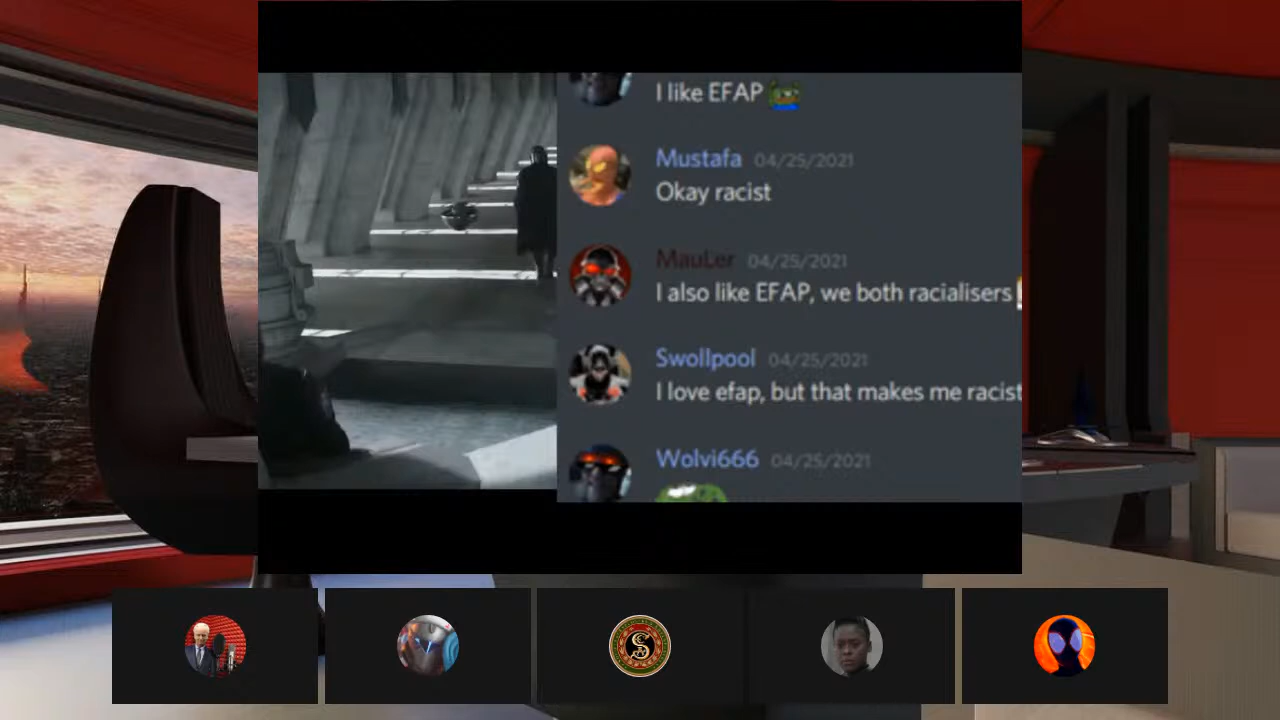 I like EFAP
Mustafa 04/25/2021
Okay racist
MauLer 04/25/2021
I also like EFAP, we both racialisers
Swollpool 04/25/2021
I love efap, but that makes me racist
Wolvi666 04/25/2021